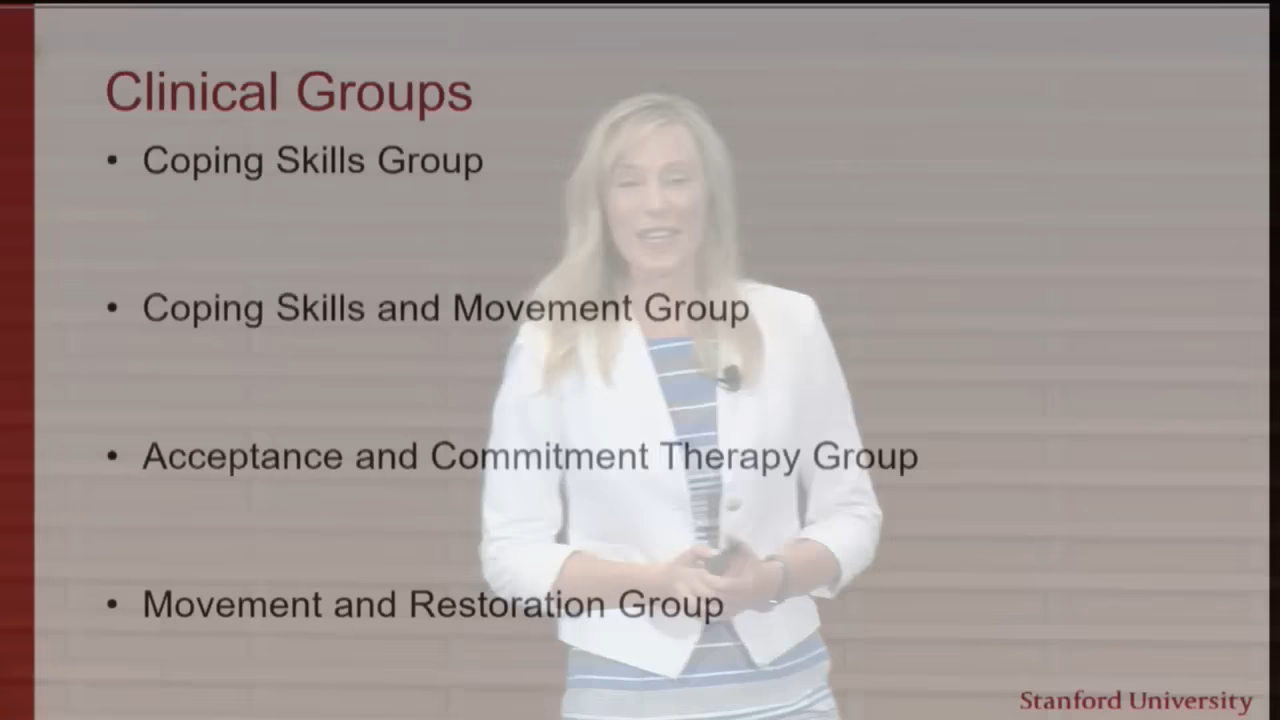 Clinical Groups
• Coping Skills Group
• Coping Skills and Movement Group
• Acceptance and Commitment Therapy Group
• Movement and Restoration Group
Stanford University